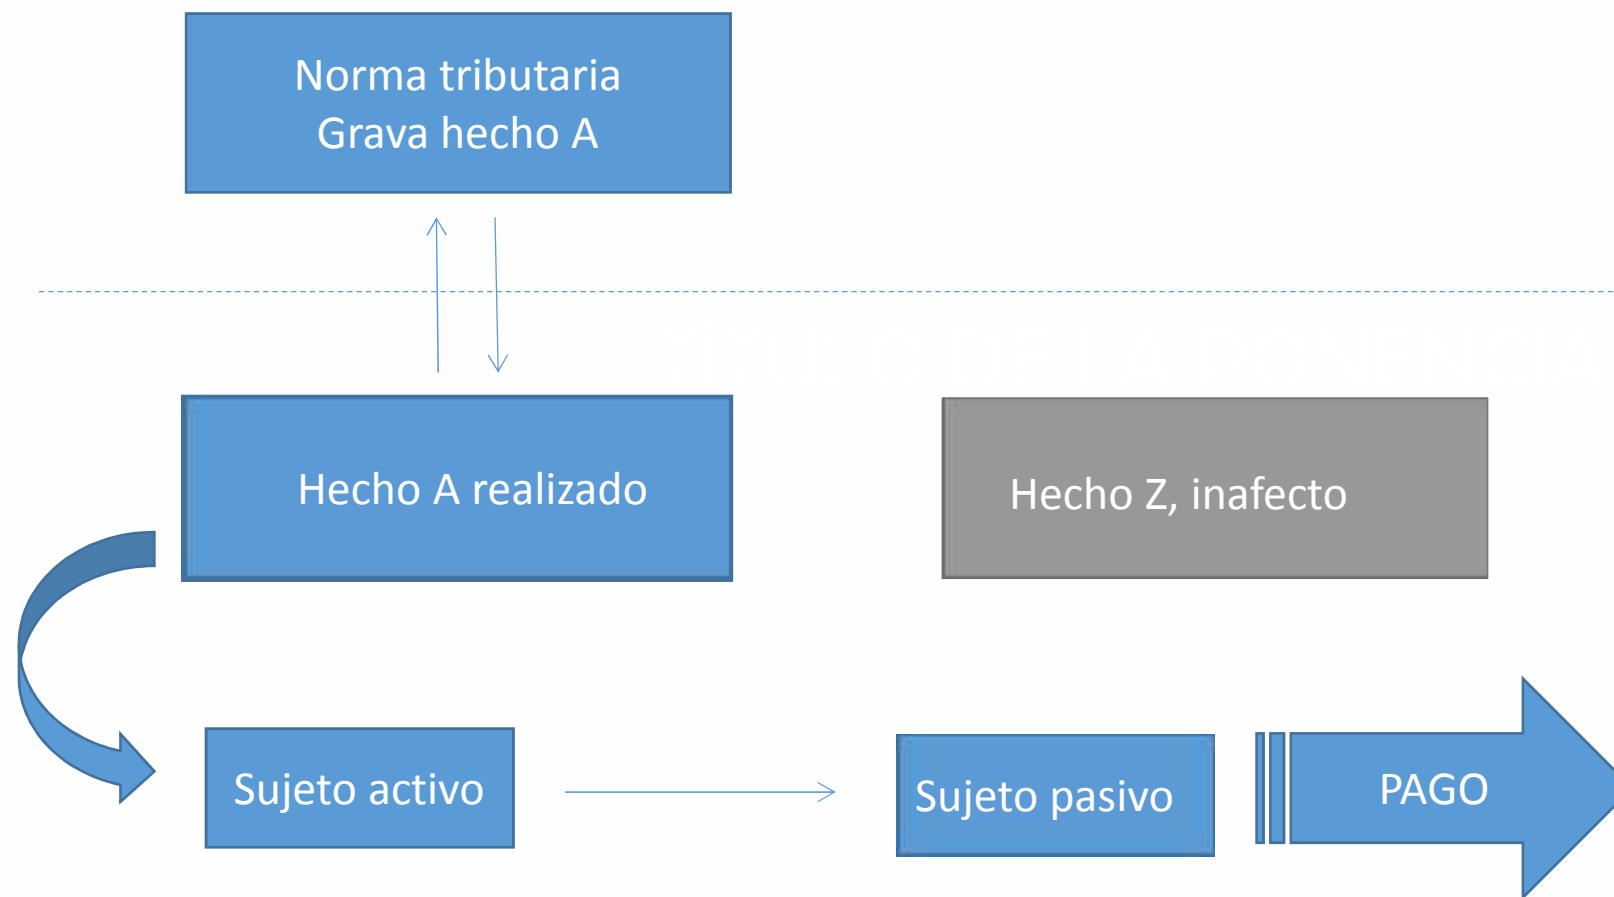 Norma tributaria
Grava hecho A
Hecho A realizado
Hecho Z, inafecto
Sujeto activo
Sujeto pasivo
PAGO